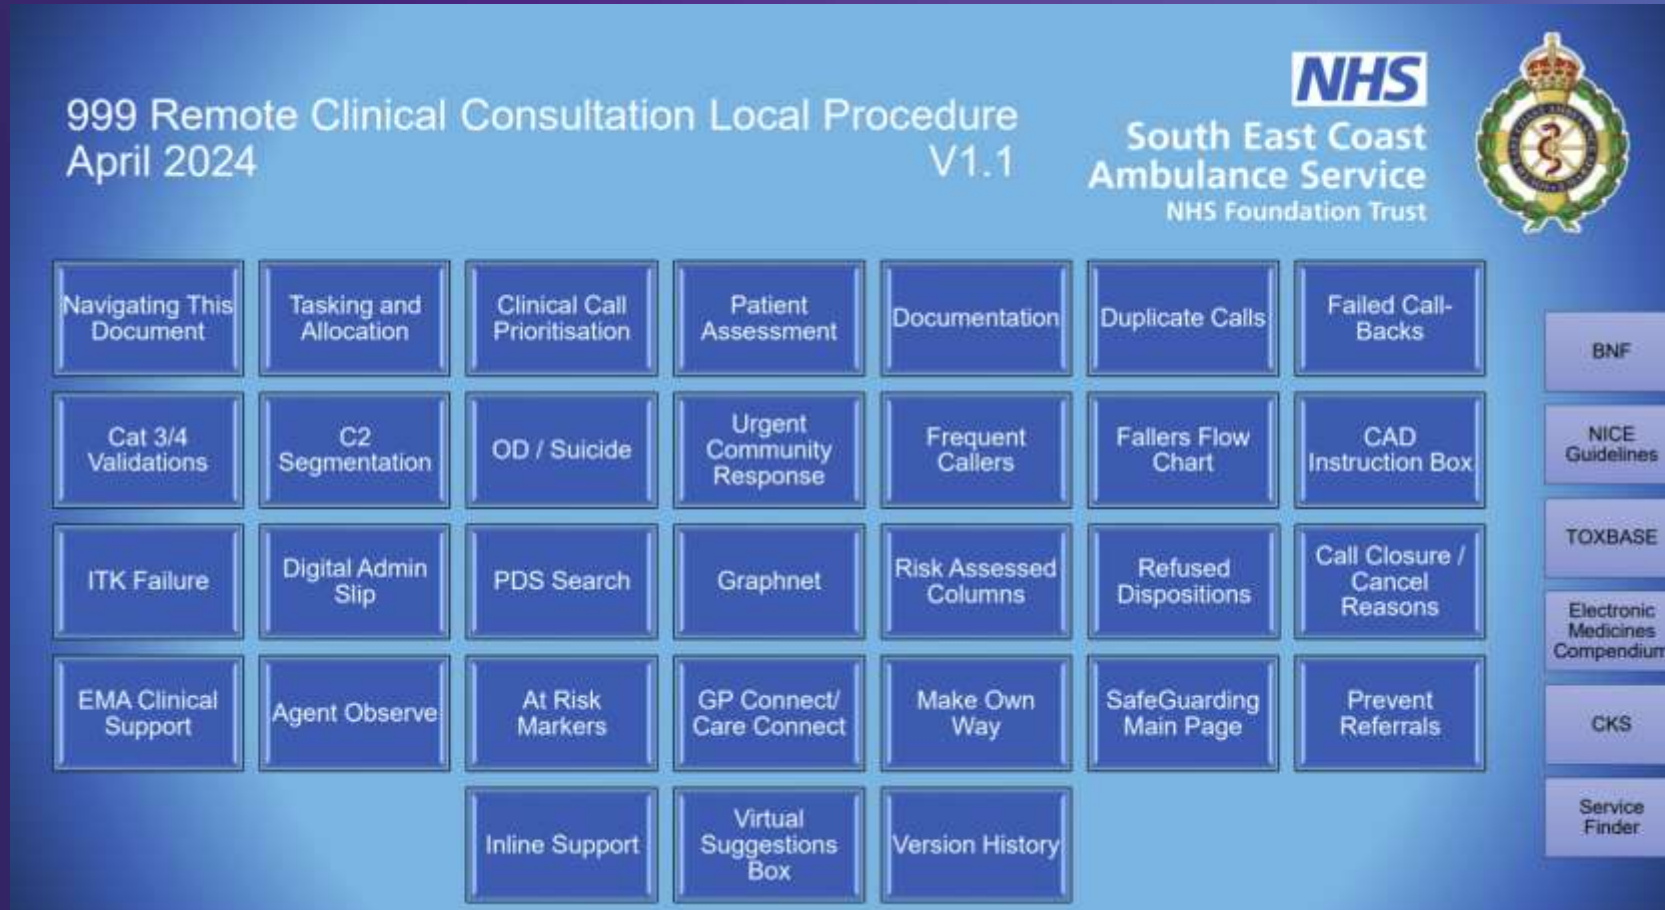 999 Remote Clinical Consultation Local Procedure
April 2024
V1.1
NHS
South East Coast
Ambulance Service
NHS Foundation Trust
Navigating This
Document
Tasking and
Allocation
Clinical Call
Prioritisation
Patient
Assessment
Documentation
Duplicate Calls
Failed Call-
Backs
Cat 3/4
Validations
C2
Segmentation
OD / Suicide
Urgent
Community
Response
Frequent
Callers
Fallers Flow
Chart
CAD
Instruction Box
ITK Failure
Digital Admin
Slip
PDS Search
Graphnet
Risk Assessed
Columns
Refused
Dispositions
Call Closure /
Cancel
Reasons
EMA Clinical
Support
Agent Observe
At Risk
Markers
GP Connect/
Care Connect
Make Own
Way
SafeGuarding
Main Page
Prevent
Referrals
Inline Support
Virtual
Suggestions
Box
Version History
BNF
NICE
Guidelines
TOXBASE
Electronic
Medicines
Compendium
CKS
Service
Finder